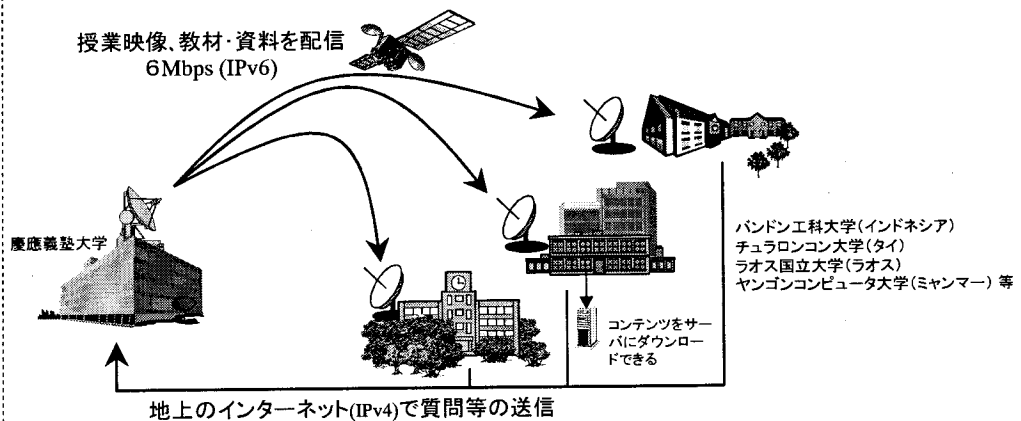 授業映像、教材・資料を配信
6Mbps (IPv6)
慶應義塾大学
バンドン工科大学(インドネシア)
チュラロンコン大学(タイ)
ラオス国立大学(ラオス)
ヤンゴンコンピュータ大学(ミャンマー) 等
コンテンツをサー
バにダウンロー
ドできる
地上のインターネット(IPv4)で質問等の送信